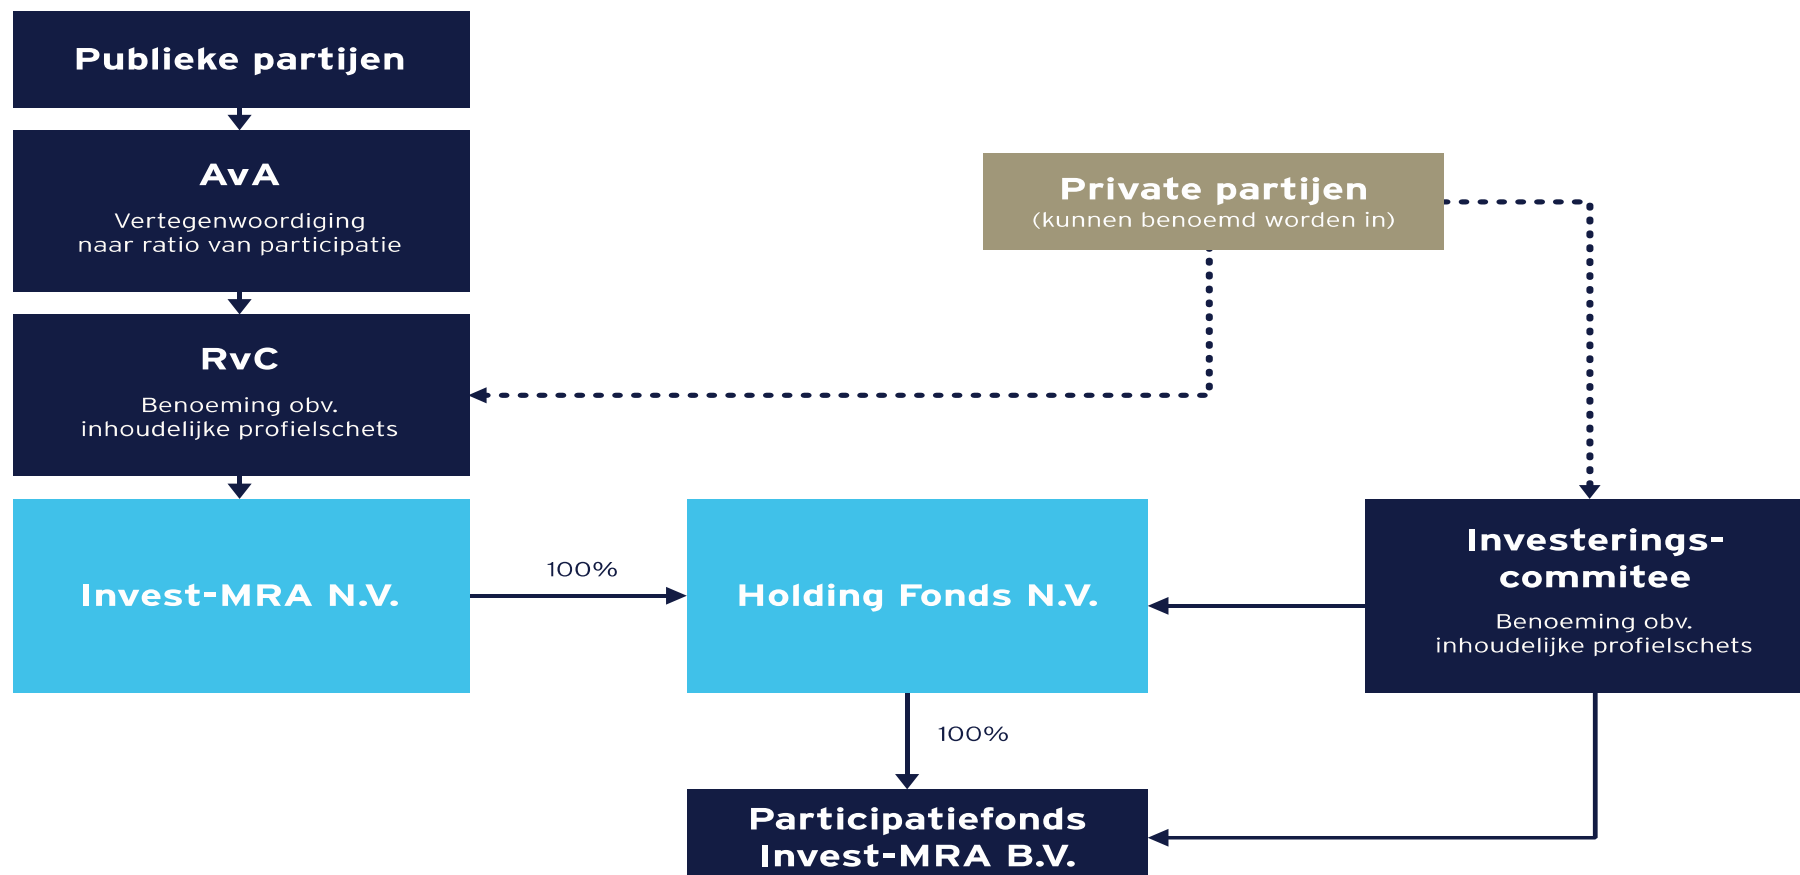 Publieke partijen
AvA
Vertegenwoordiging
naar ratio van participatie
RvC
Benoeming obv.
inhoudelijke profielschets
Private partijen
(kunnen benoemd worden in)
Invest-MRA N.V.
100%
Holding Fonds N.V.
Investerings-
commitee
Benoeming obv.
inhoudelijke profielschets
100%
Participatiefonds
Invest-MRA B.V.